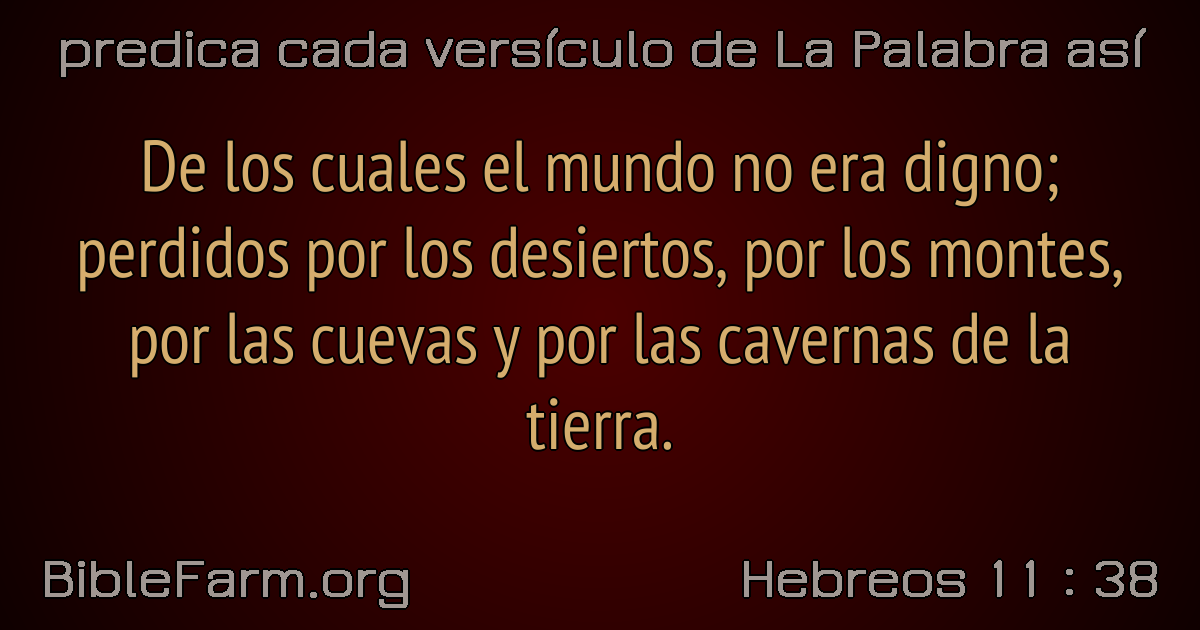 predica cada versículo de La Palabra así
De los cuales el mundo no era digno;
perdidos por los desiertos, por los montes,
por las cuevas y por las cavernas de la
tierra.
BibleFarm.org
Hebreos 11 : 38